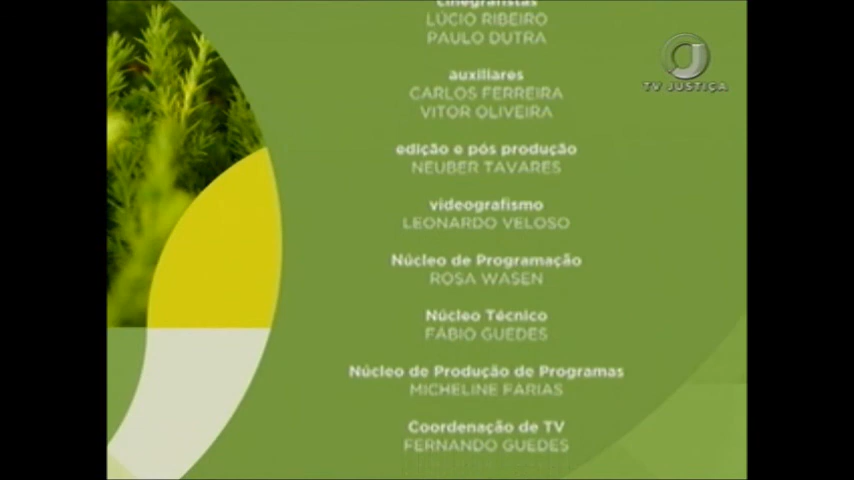 cinegrafistas
LÚCIO RIBEIRO
PAULO DUTRA
TV JUSTIÇA
auxiliares
CARLOS FERREIRA
VITOR OLIVEIRA
edição e pós produção
NEUBER TAVARES
videografismo
LEONARDO VELOSO
Núcleo de Programação
ROSA WASEN
Núcleo Técnico
FÁBIO GUEDES
Núcleo de Produção de Programas
MICHELINE FARIAS
Coordenação de TV
FERNANDO GUEDES